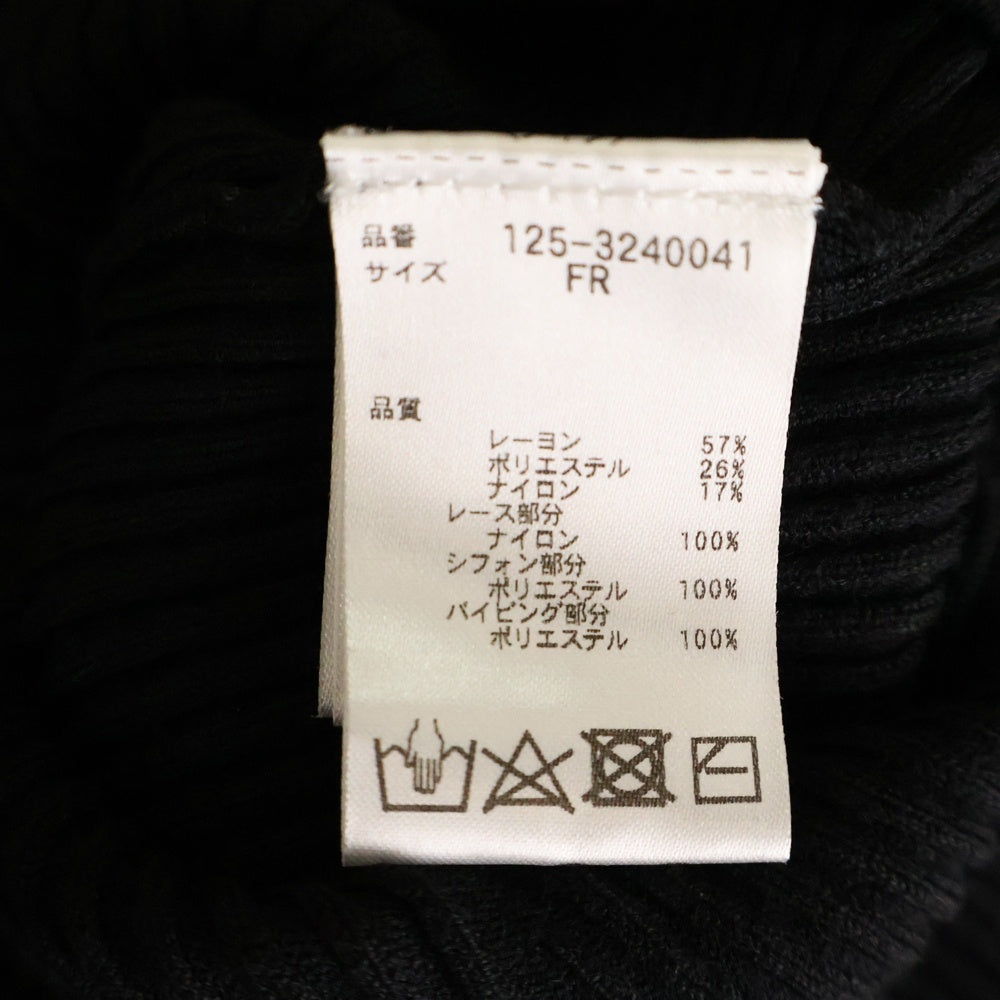 品番 125-3240041
サイズ FR
品質
レーヨン 57%
ポリエステル 26%
ナイロン 17%
レース部分
ナイロン 100%
シフォン部分
ポリエステル 100%
パイピング部分
ポリエステル 100%